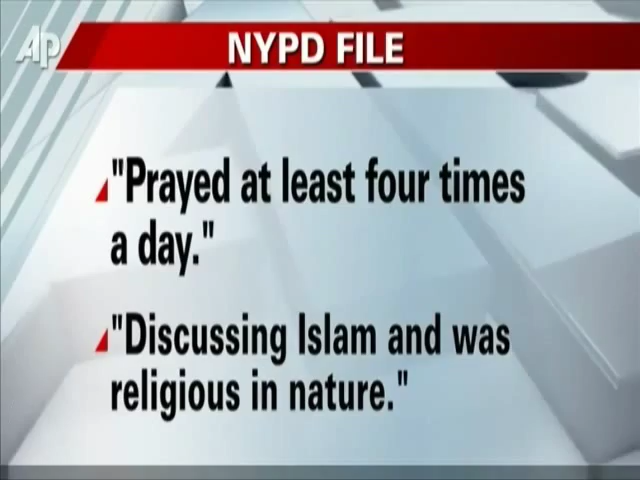 AP
NYPD FILE
"Prayed at least four times
a day."
"Discussing Islam and was
religious in nature."